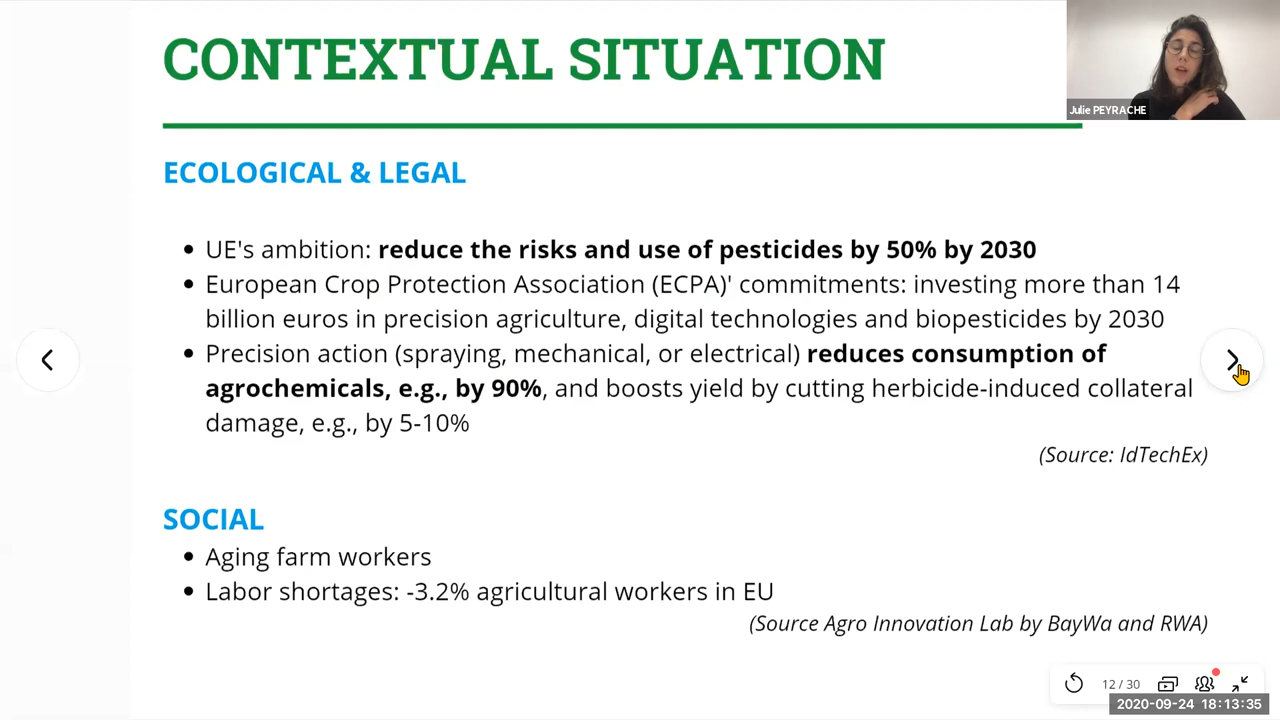 CONTEXTUAL SITUATION
Julie PEYRACHE
ECOLOGICAL & LEGAL
• UE's ambition: reduce the risks and use of pesticides by 50% by 2030
• European Crop Protection Association (ECPA)' commitments: investing more than 14
billion euros in precision agriculture, digital technologies and biopesticides by 2030
• Precision action (spraying, mechanical, or electrical) reduces consumption of
agrochemicals, e.g., by 90%, and boosts yield by cutting herbicide-induced collateral
damage, e.g., by 5-10%
(Source: IdTechEx)
SOCIAL
• Aging farm workers
• Labor shortages: -3.2% agricultural workers in EU
(Source Agro Innovation Lab by BayWa and RWA)
12 / 30
2020-09-24 18:13:35